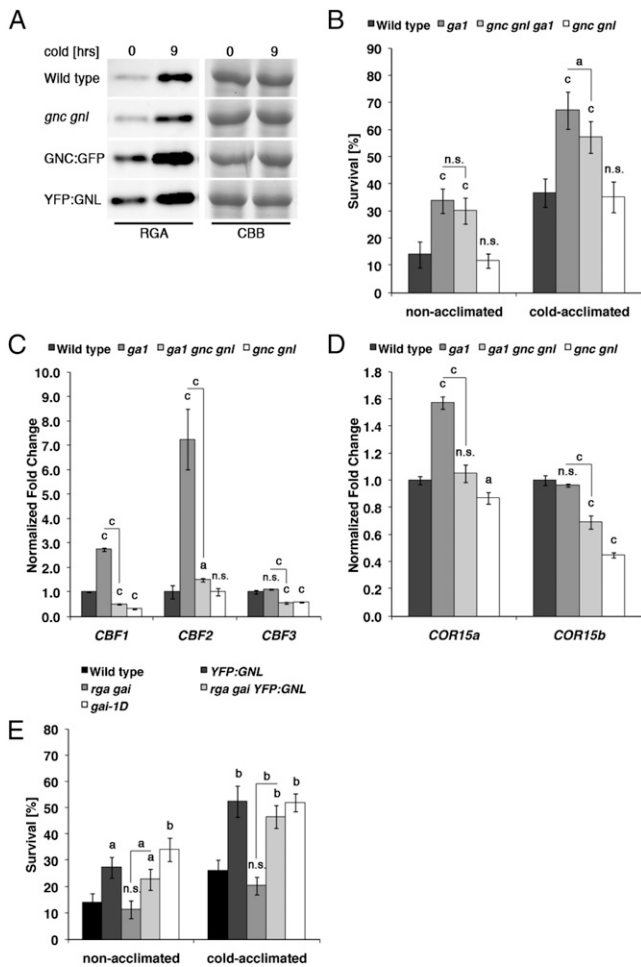 A
cold [hrs] 0 9 0 9
Wild type
gnc gnl
GNC:GFP
YFP:GNL
RGA CBB
B
Wild type ga1 gnc gnl ga1 gnc gnl
Survival [%]
90
80
70
60
50
40
30
20
10
0
n.s.
c c
n.s.
a
c
c
n.s.
non-acclimated cold-acclimated
C
Wild type ga1 ga1 gnc gnl gnc gnl
Normalized Fold Change
10.0
9.0
8.0
7.0
6.0
5.0
4.0
3.0
2.0
1.0
0.0
c
c
c
c
c
c
a
n.s.
c
n.s.
c c
CBF1 CBF2 CBF3
D
Wild type ga1 ga1 gnc gnl gnc gnl
Normalized Fold Change
1.8
1.6
1.4
1.2
1.0
0.8
0.6
0.4
0.2
0.0
c
c
n.s.
a
c
n.s.
c
c
COR15a COR15b
Wild type YFP:GNL
rga gai rga gai YFP:GNL
gai-1D
E
Survival [%]
80
70
60
50
40
30
20
10
0
a
n.s.
a
a
b
b
n.s.
b
b
b
non-acclimated cold-acclimated